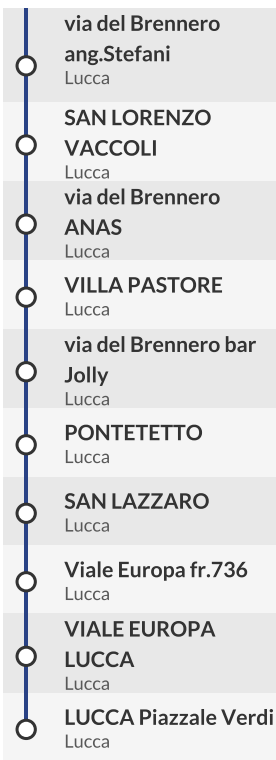 via del Brennero
ang.Stefani
Lucca
SAN LORENZO
VACCOLI
Lucca
via del Brennero
ANAS
Lucca
VILLA PASTORE
Lucca
via del Brennero bar
Jolly
Lucca
PONTETETTO
Lucca
SAN LAZZARO
Lucca
Viale Europa fr.736
Lucca
VIALE EUROPA
LUCCA
Lucca
LUCCA Piazzale Verdi
Lucca